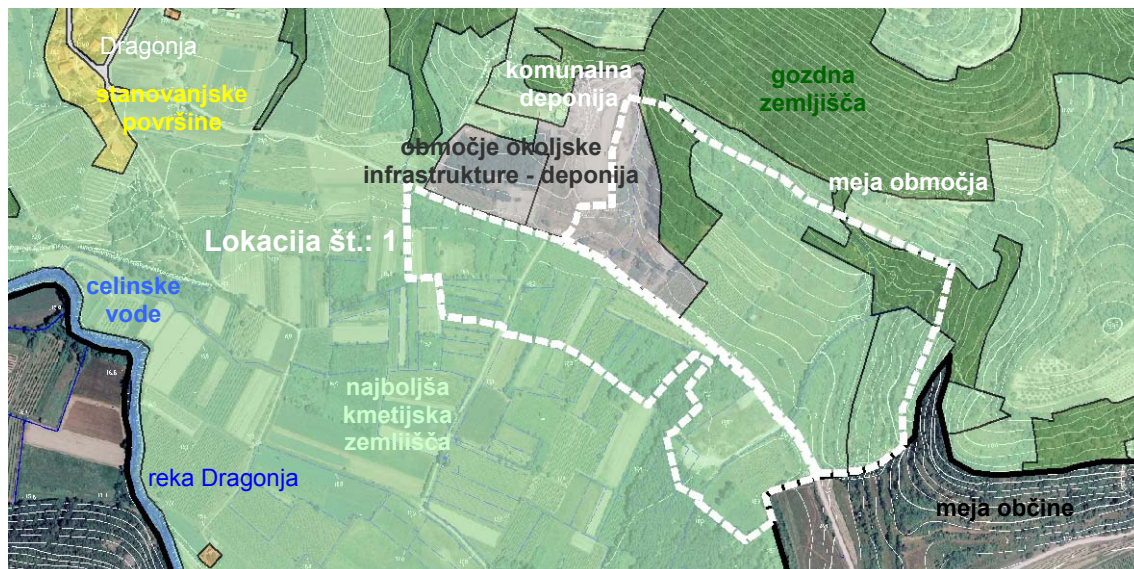 Dragonja
stanovanjske
površine
komunalna
deponija
gozdna
zemljišča
območje okoljske
infrastrukture - deponija
meja območja
Lokacija št.: 1
celinske
vode
najboljša
kmetijska
zemljišča
reka Dragonja
meja občine